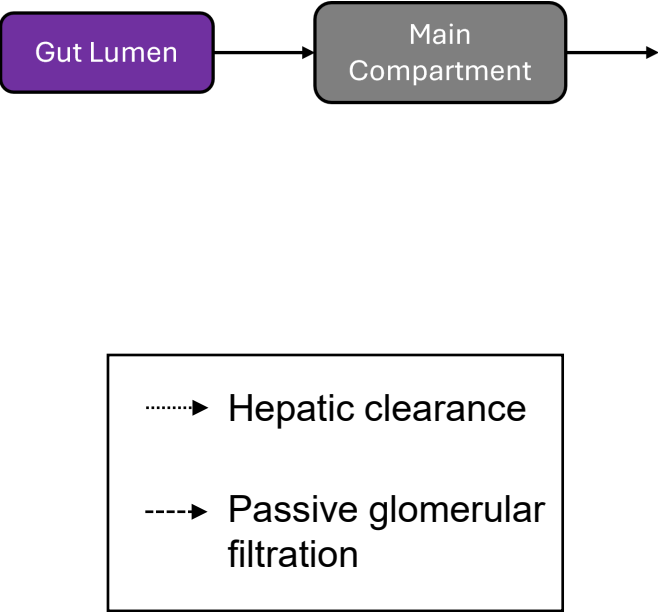 Gut Lumen
Main
Compartment
Hepatic clearance
Passive glomerular
filtration